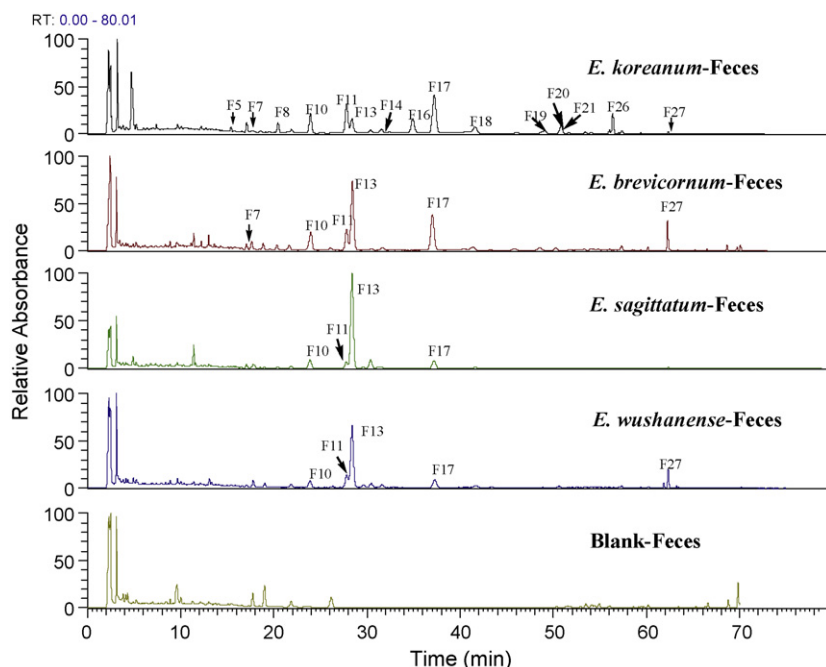 RT: 0.00 - 80.01
Relative Absorbance
100
50
0
F5
F7
F8
F10
F11
F13
F14
F16
F17
F18
F19
F20
F21
F26
F27
E. koreanum-Feces
100
50
0
F7
F10
F11
F13
F17
F27
E. brevicornum-Feces
100
50
0
F10
F11
F13
F17
E. sagittatum-Feces
100
50
0
F10
F11
F13
F17
F27
E. wushanense-Feces
100
50
0
Blank-Feces
0 10 20 30 40 50 60 70
Time (min)